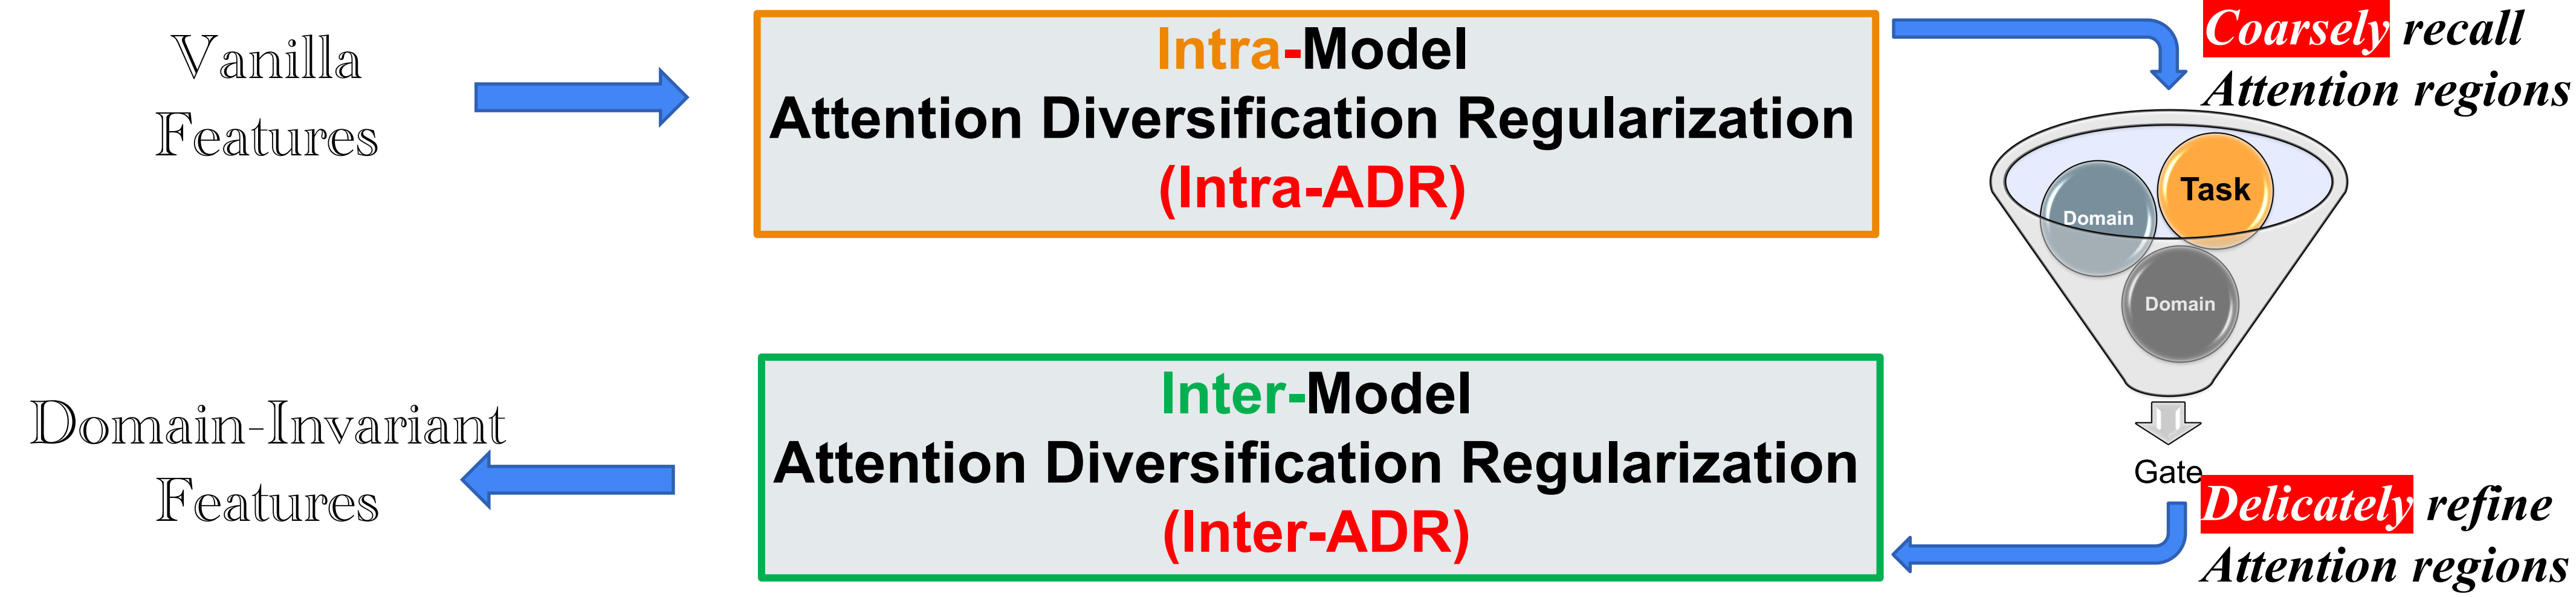 Vanilla
Features
Intra-Model
Attention Diversification Regularization
(Intra-ADR)
Coarsely recall
Attention regions
Task
Domain
Domain
Gate
Delicately refine
Attention regions
Inter-Model
Attention Diversification Regularization
(Inter-ADR)
Domain-Invariant
Features